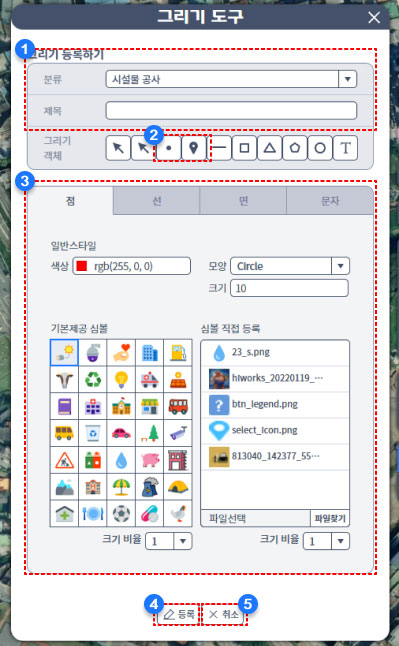 그리기 도구
1
그리기 등록하기
분류 시설물 공사
제목
2
그리기
객체
T
3
점 선 면 문자
일반스타일
색상 rgb(255, 0, 0) 모양 Circle
크기 10
기본제공 심볼 심볼 직접 등록
23_s.png
hiworks_20220119_···
btn_legend.png
select_icon.png
813040_142377_55···
파일선택 파일찾기
크기 비율 1 크기 비율 1
4 5
등록 취소